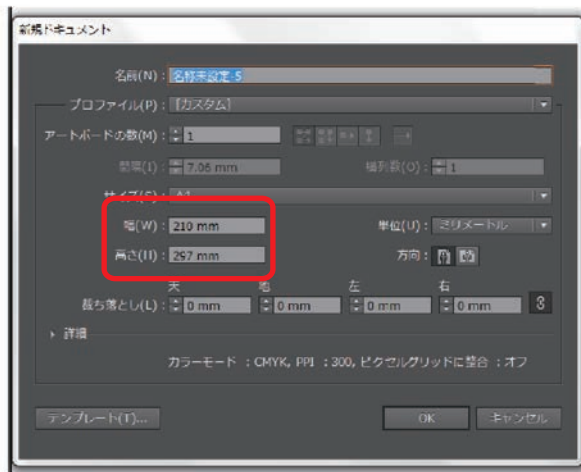 新規ドキュメント
名前(N)：名称未設定-5
プロファイル(P)：[カスタム]
アートボードの数(M)：1
間隔(I)：7.06 mm 横列数(O)：1
サイズ(S)：A4
幅(W)：210 mm 単位(U)：ミリメートル
高さ(H)：297 mm 方向：
天 地 左 右
裁ち落とし(L)：0 mm 0 mm 0 mm 0 mm
詳細
カラーモード：CMYK, PPI：300, ピクセルグリッドに整合：オフ
テンプレート(T)... OK キャンセル